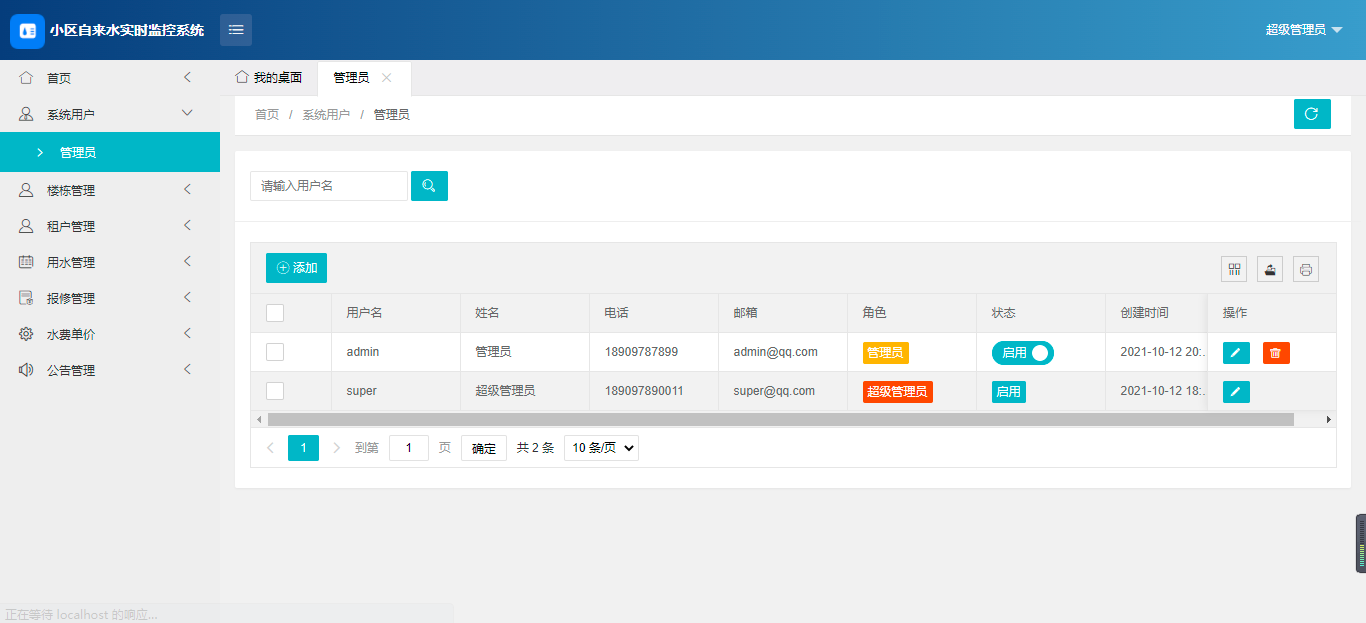 小区自来水实时监控系统
超级管理员
首页
系统用户
管理员
楼栋管理
租户管理
用水管理
报修管理
水费单价
公告管理
我的桌面 管理员
首页 / 系统用户 / 管理员
请输入用户名
添加
用户名 姓名 电话 邮箱 角色 状态 创建时间 操作
admin 管理员 18909787899 admin@qq.com 管理员 启用 2021-10-12 20:..
super 超级管理员 189097890011 super@qq.com 超级管理员 启用 2021-10-12 18:..
1 到第 1 页 确定 共 2 条 10 条/页
正在等待 localhost 的响应...